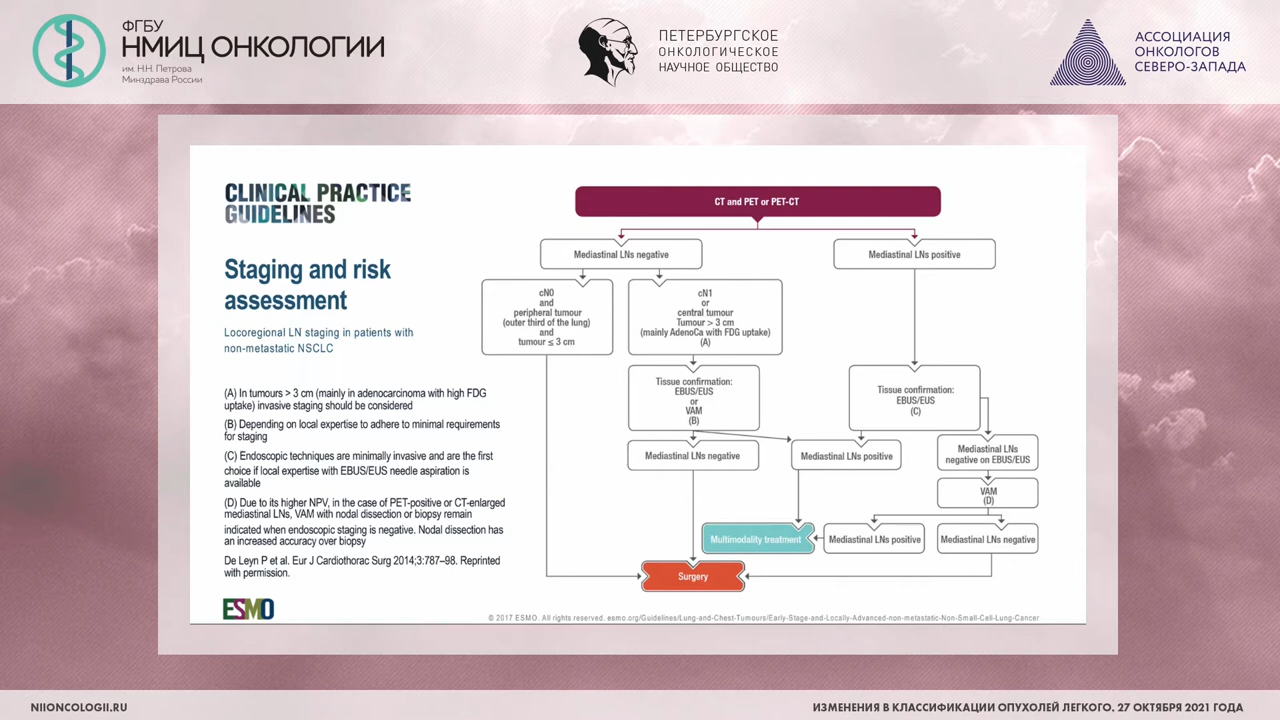 ФГБУ
НМИЦ ОНКОЛОГИИ
им. Н.Н. Петрова
Минздрава России
ПЕТЕРБУРГСКОЕ
ОНКОЛОГИЧЕСКОЕ
НАУЧНОЕ ОБЩЕСТВО
АССОЦИАЦИЯ
ОНКОЛОГОВ
СЕВЕРО-ЗАПАДА
CLINICAL PRACTICE
GUIDELINES
Staging and risk
assessment
Locoregional LN staging in patients with
non-metastatic NSCLC
(A) In tumours > 3 cm (mainly in adenocarcinoma with high FDG
uptake) invasive staging should be considered
(B) Depending on local expertise to adhere to minimal requirements
for staging
(C) Endoscopic techniques are minimally invasive and are the first
choice if local expertise with EBUS/EUS needle aspiration is
available
(D) Due to its higher NPV, in the case of PET-positive or CT-enlarged
mediastinal LNs, VAM with nodal dissection or biopsy remain
indicated when endoscopic staging is negative. Nodal dissection has
an increased accuracy over biopsy
De Leyn P et al. Eur J Cardiothorac Surg 2014;3:787–98. Reprinted
with permission.
ESMO
CT and PET or PET-CT
Mediastinal LNs negative
Mediastinal LNs positive
cN0
and
peripheral tumour
(outer third of the lung)
and
tumour ≤ 3 cm
cN1
or
central tumour
Tumour > 3 cm
(mainly AdenoCa with FDG uptake)
(A)
Tissue confirmation:
EBUS/EUS
or
VAM
(B)
Tissue confirmation:
EBUS/EUS
(C)
Mediastinal LNs negative
Mediastinal LNs positive
Mediastinal LNs
negative on EBUS/EUS
VAM
(D)
Multimodality treatment
Mediastinal LNs positive
Mediastinal LNs negative
Surgery
© 2017 ESMO. All rights reserved. esmo.org/Guidelines/Lung-and-Chest-Tumours/Early-Stage-and-Locally-Advanced-non-metastatic-Non-Small-Cell-Lung-Cancer
NIIONCOLOGII.RU
ИЗМЕНЕНИЯ В КЛАССИФИКАЦИИ ОПУХОЛЕЙ ЛЕГКОГО. 27 ОКТЯБРЯ 2021 ГОДА